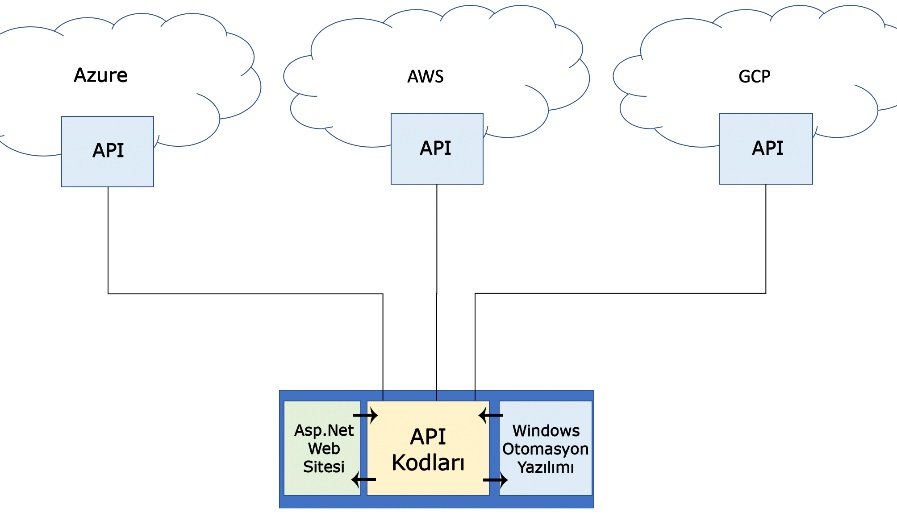 Azure
AWS
GCP
API
API
API
Asp.Net
Web
Sitesi
API
Kodları
Windows
Otomasyon
Yazılımı